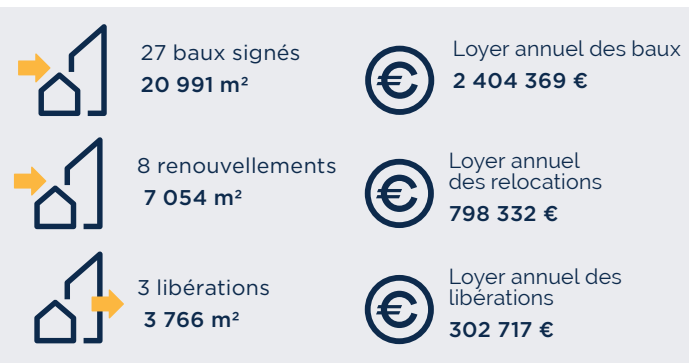 27 baux signés
20 991 m²
Loyer annuel des baux
2 404 369 €
8 renouvellements
7 054 m²
Loyer annuel
des relocations
798 332 €
3 libérations
3 766 m²
Loyer annuel des
libérations
302 717 €